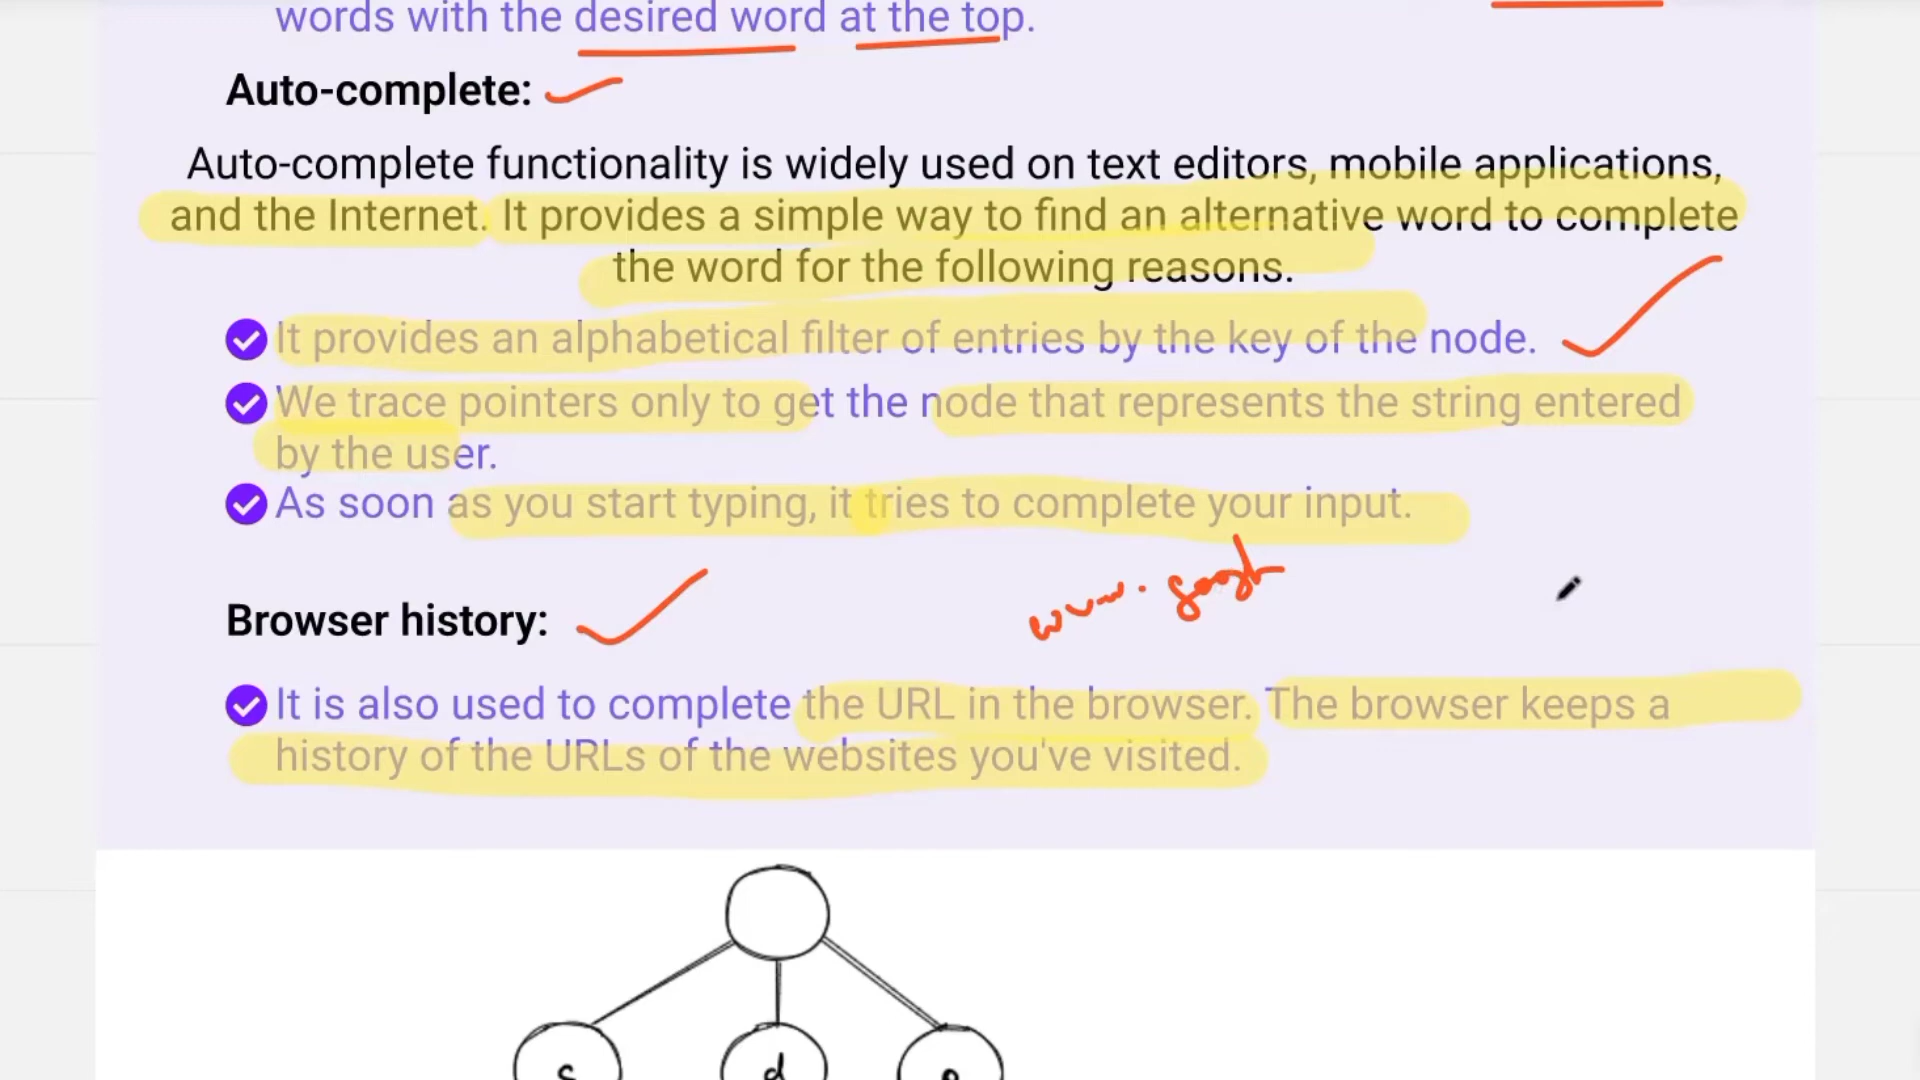 words with the desired word at the top.
Auto-complete:
Auto-complete functionality is widely used on text editors, mobile applications,
and the Internet. It provides a simple way to find an alternative word to complete
the word for the following reasons.
It provides an alphabetical filter of entries by the key of the node.
We trace pointers only to get the node that represents the string entered
by the user.
As soon as you start typing, it tries to complete your input.
www.
Browser history:
It is also used to complete the URL in the browser. The browser keeps a
history of the URLs of the websites you've visited.
d